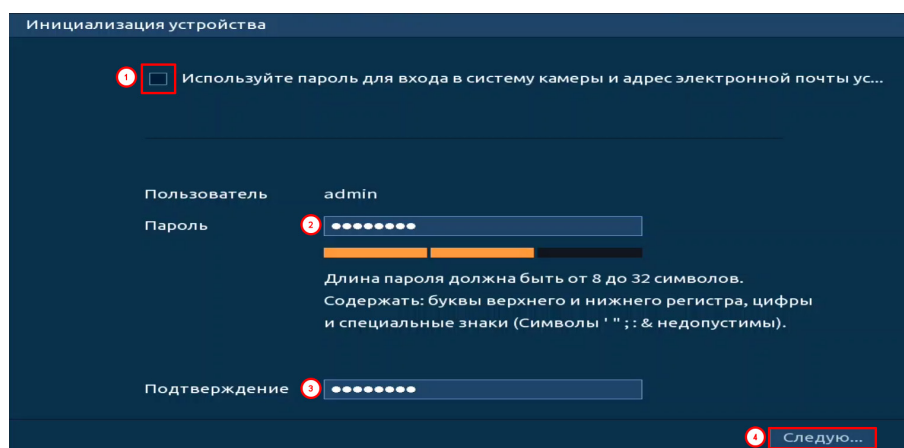 Инициализация устройства
1 Используйте пароль для входа в систему камеры и адрес электронной почты ус...
Пользователь admin
Пароль 2 ●●●●●●●●
Длина пароля должна быть от 8 до 32 символов.
Содержать: буквы верхнего и нижнего регистра, цифры
и специальные знаки (Символы ' " ; : & недопустимы).
Подтверждение 3 ●●●●●●●●
4 Следую...